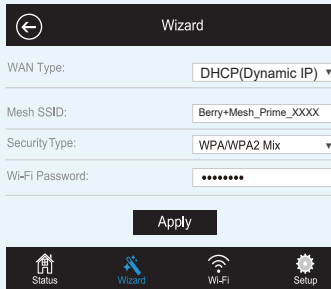 Wizard
WAN Type: DHCP(Dynamic IP)
Mesh SSID: Berry+Mesh_Prime_XXXX
Security Type: WPA/WPA2 Mix
Wi-Fi Password: ••••••••
Apply
Status Wizard Wi-Fi Setup